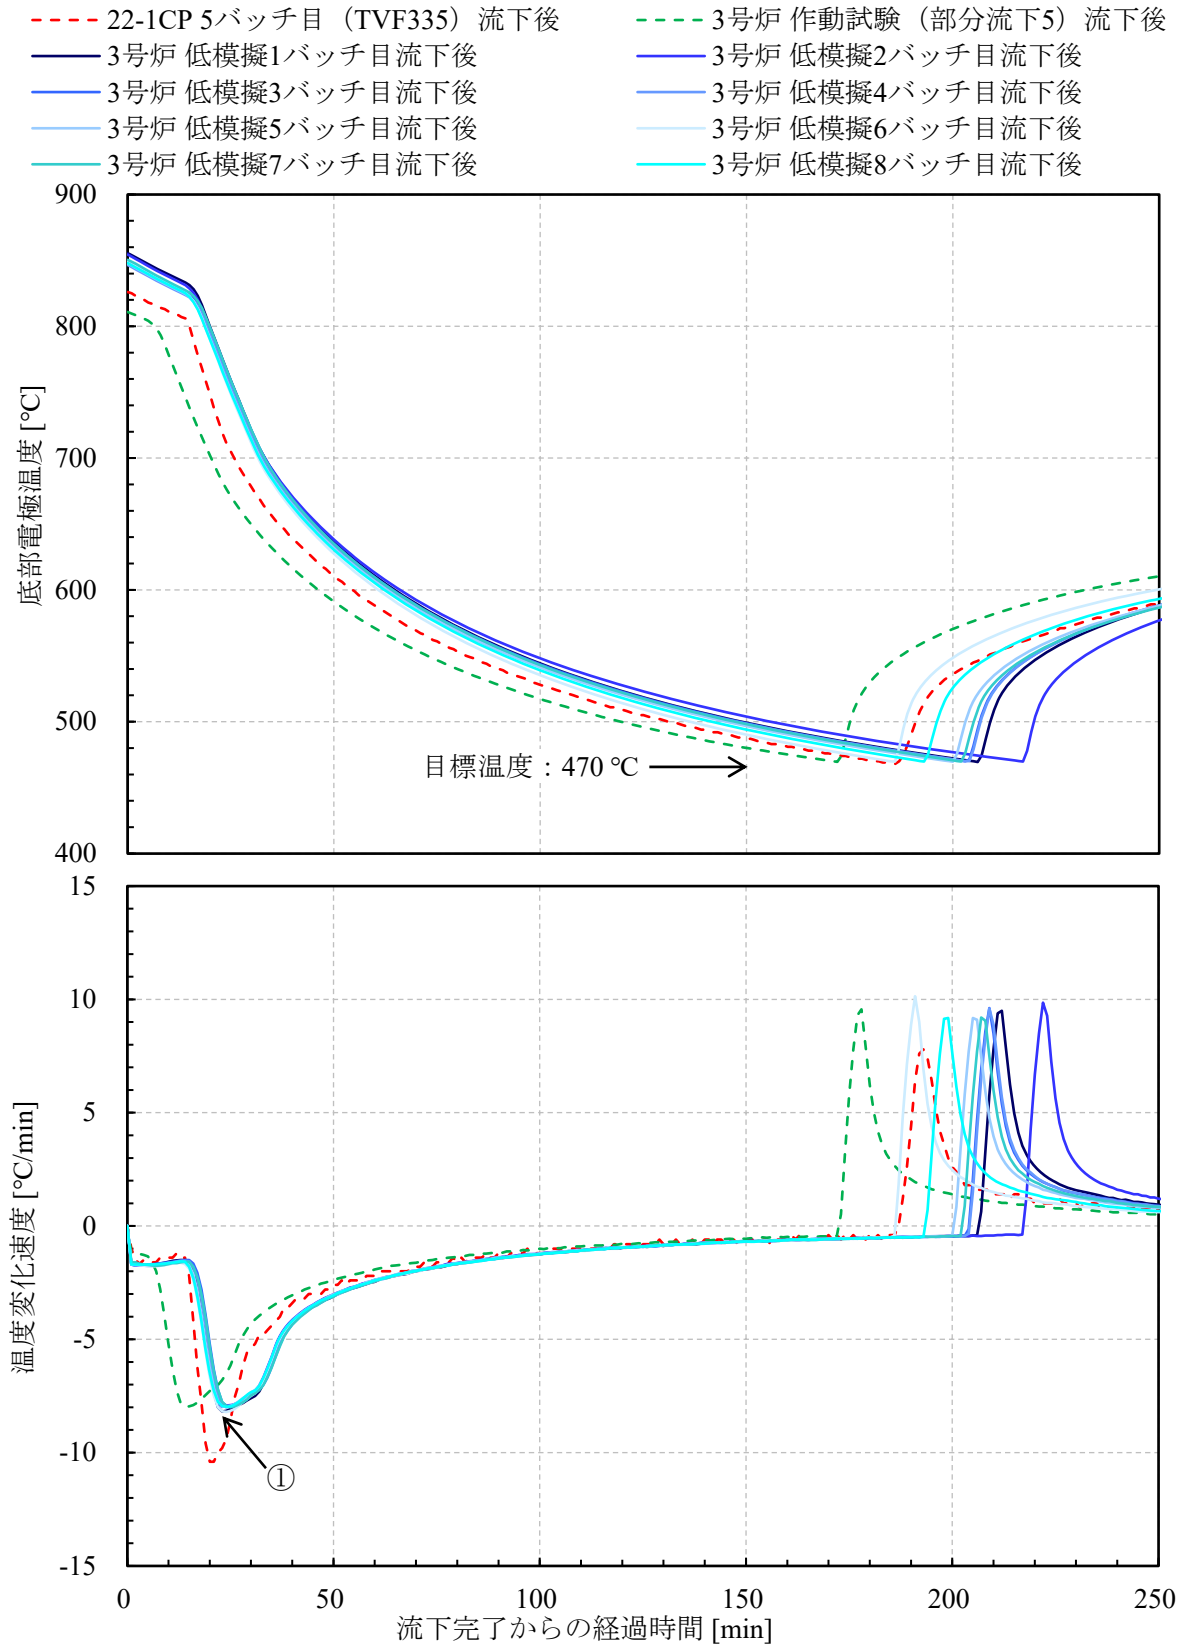 22-1CP 5バッチ目（TVF335）流下後
3号炉 作動試験（部分流下5）流下後
3号炉 低模擬1バッチ目流下後
3号炉 低模擬2バッチ目流下後
3号炉 低模擬3バッチ目流下後
3号炉 低模擬4バッチ目流下後
3号炉 低模擬5バッチ目流下後
3号炉 低模擬6バッチ目流下後
3号炉 低模擬7バッチ目流下後
3号炉 低模擬8バッチ目流下後
900
800
700
600
500
400
底部電極温度 [℃]
目標温度：470 ℃
15
10
5
0
-5
-10
-15
温度変化速度 [℃/min]
①
0
50
100
150
200
250
流下完了からの経過時間 [min]